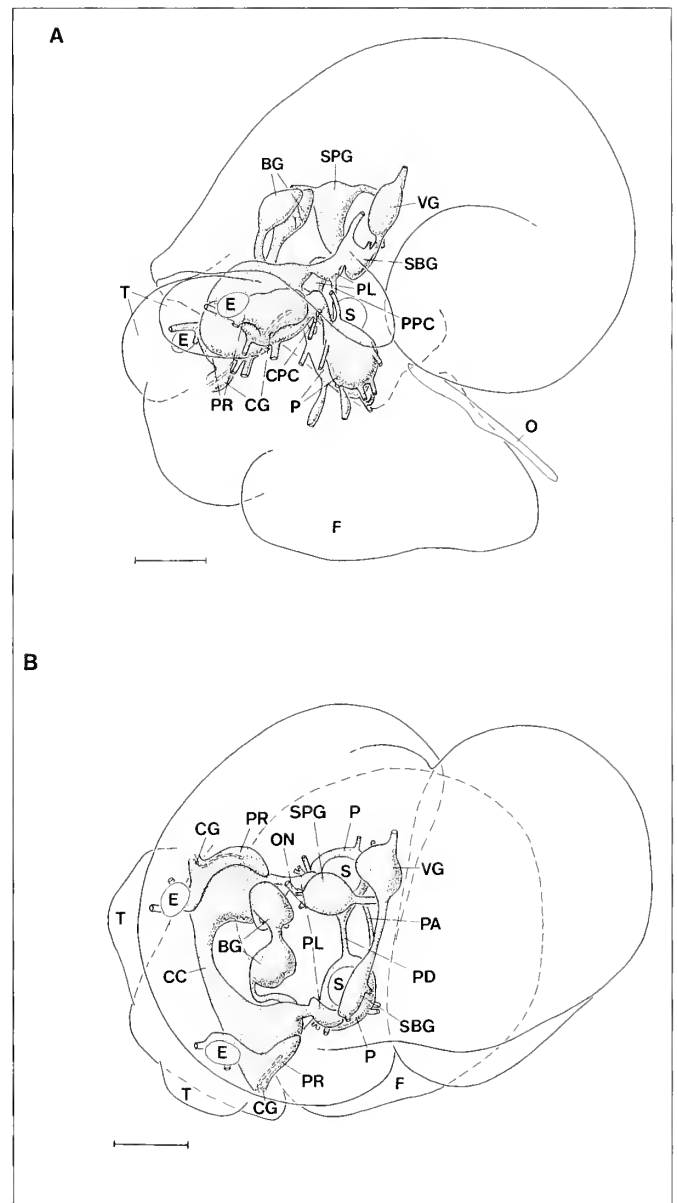 A
BG SPG
VG
SBG
T E PL
S PPC
E
CPC
PR CG P
O
F
B
SPG P
PR
CG ON
S VG
E
T PA
BG PL
CC PD
S
SBG
E P
PR F
T
CG